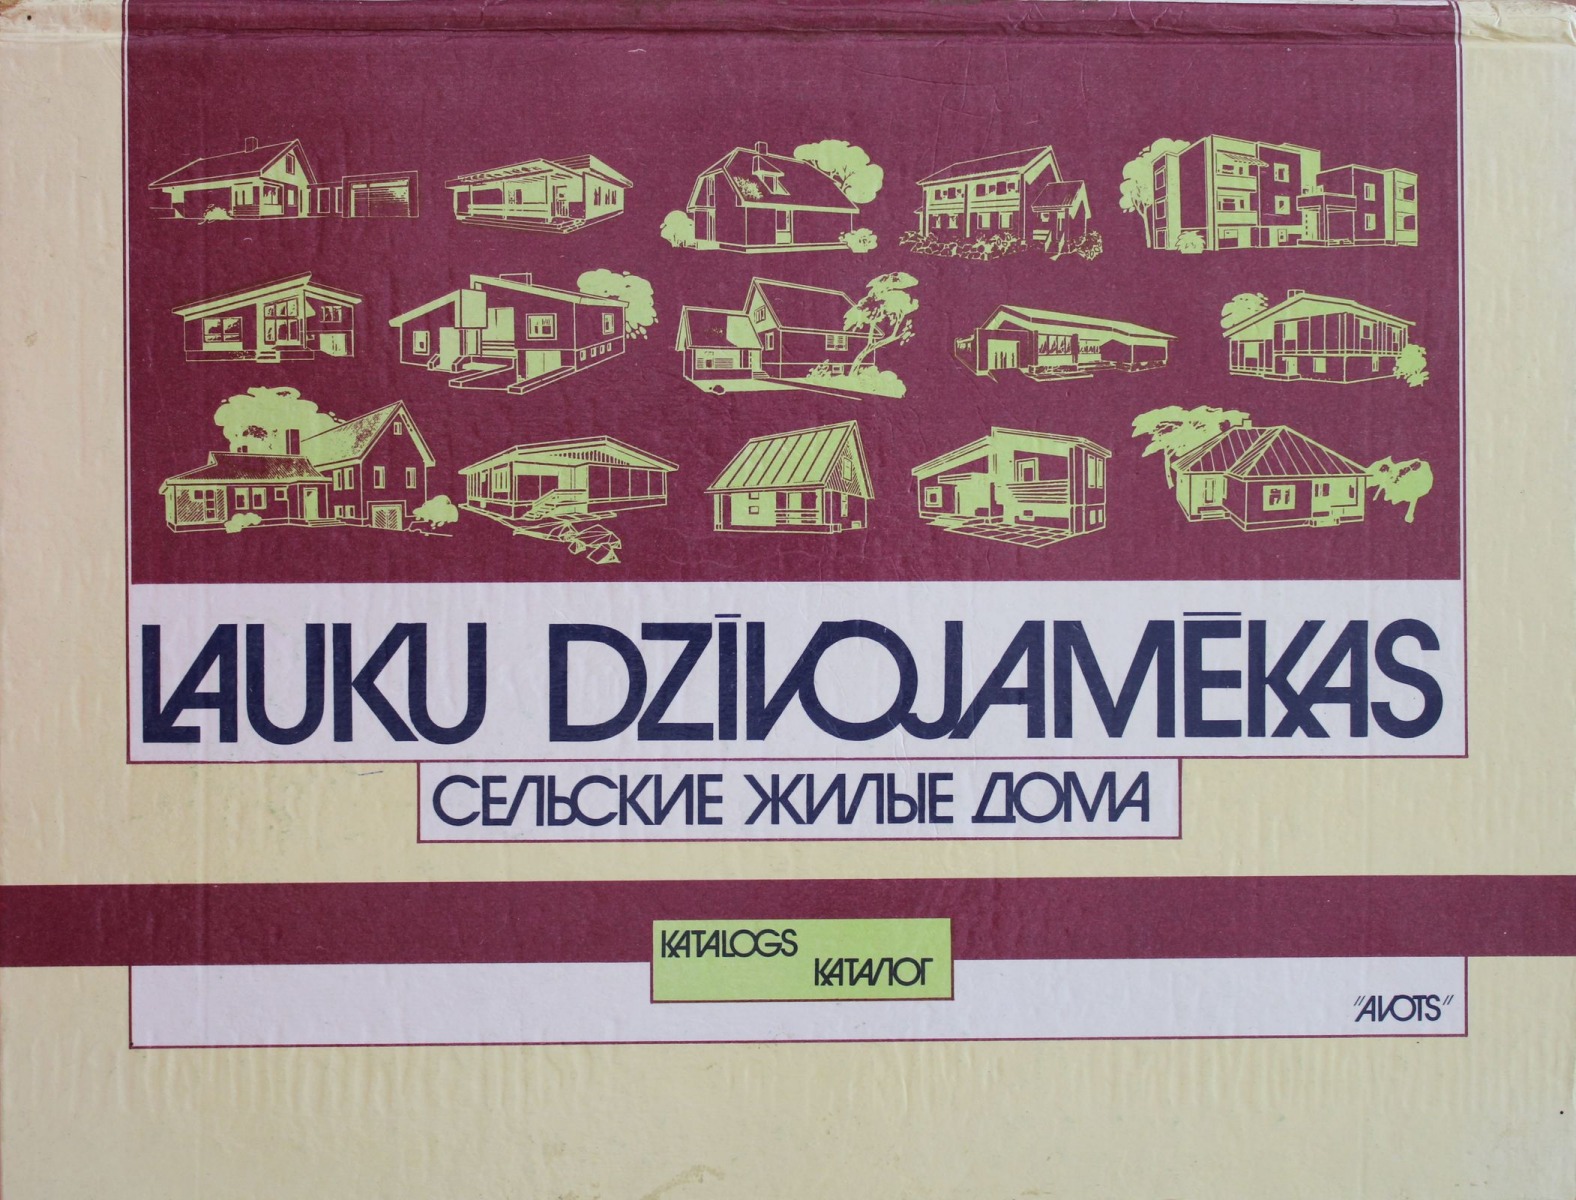 LAUKU DZĪVOJAMĒKAS
СЕЛЬСКИЕ ЖИЛЫЕ ДОМА
KATALOGS
КАТАЛОГ
"AVOTS"